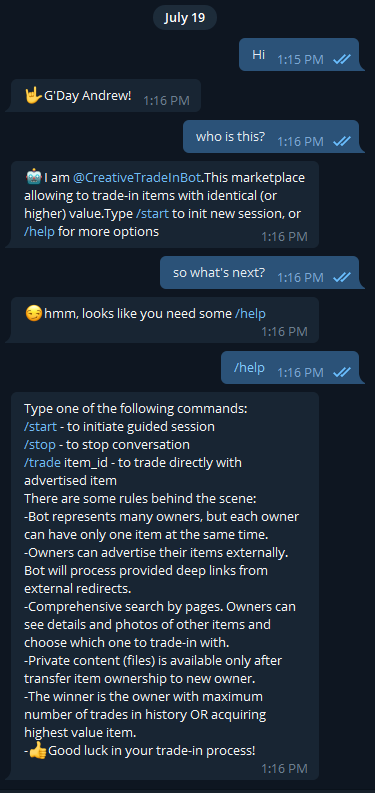 July 19
Hi 1:15 PM
🤟G'Day Andrew! 1:16 PM
who is this? 1:16 PM
🤖I am @CreativeTradeInBot.This marketplace
allowing to trade-in items with identical (or
higher) value.Type /start to init new session, or
/help for more options
1:16 PM
so what's next? 1:16 PM
😏hmm, looks like you need some /help
1:16 PM
/help 1:16 PM
Type one of the following commands:
/start - to initiate guided session
/stop - to stop conversation
/trade item_id - to trade directly with
advertised item
There are some rules behind the scene:
-Bot represents many owners, but each owner
can have only one item at the same time.
-Owners can advertise their items externally.
Bot will process provided deep links from
external redirects.
-Comprehensive search by pages. Owners can
see details and photos of other items and
choose which one to trade-in with.
-Private content (files) is available only after
transfer item ownership to new owner.
-The winner is the owner with maximum
number of trades in history OR acquiring
highest value item.
-👍Good luck in your trade-in process!
1:16 PM